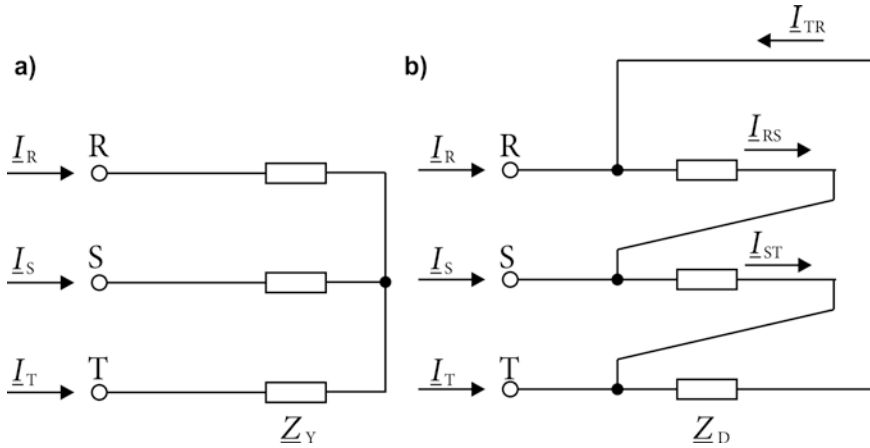 a)
I_R R
I_S S
I_T T
Z_Y
b)
I_TR
I_R R I_RS
I_S S I_ST
I_T T
Z_D